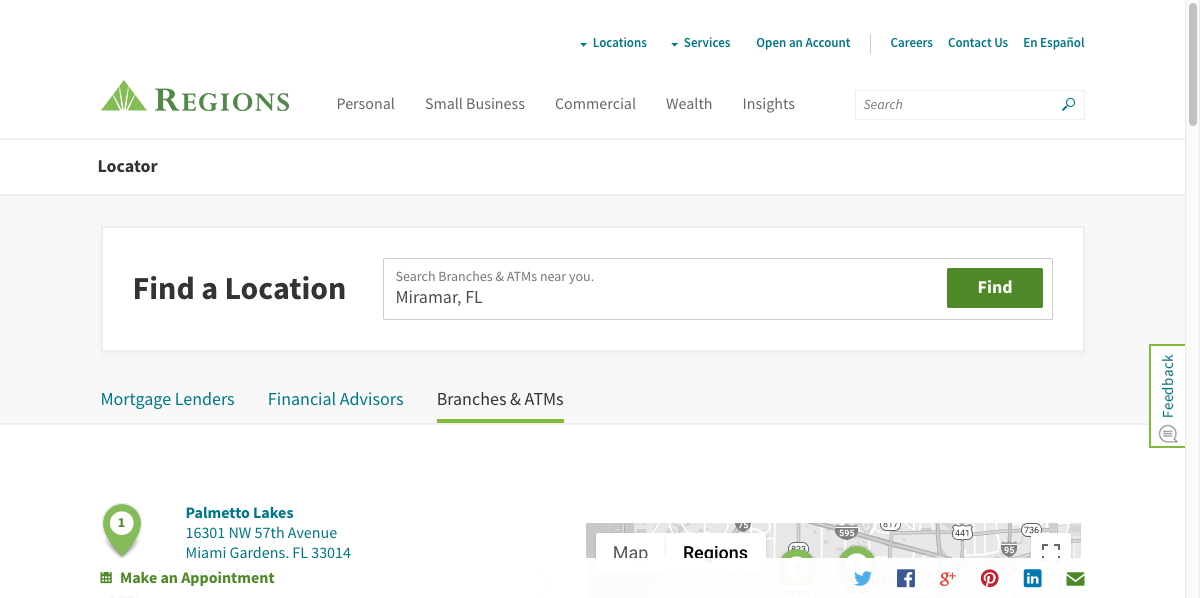 Locations Services Open an Account Careers Contact Us En Español
REGIONS Personal Small Business Commercial Wealth Insights Search
Locator
Find a Location
Search Branches & ATMs near you.
Miramar, FL
Find
Feedback
Mortgage Lenders Financial Advisors Branches & ATMs
1
Palmetto Lakes
16301 NW 57th Avenue
Miami Gardens, FL 33014
Make an Appointment
Map Regions
595 817 441 736
823 95